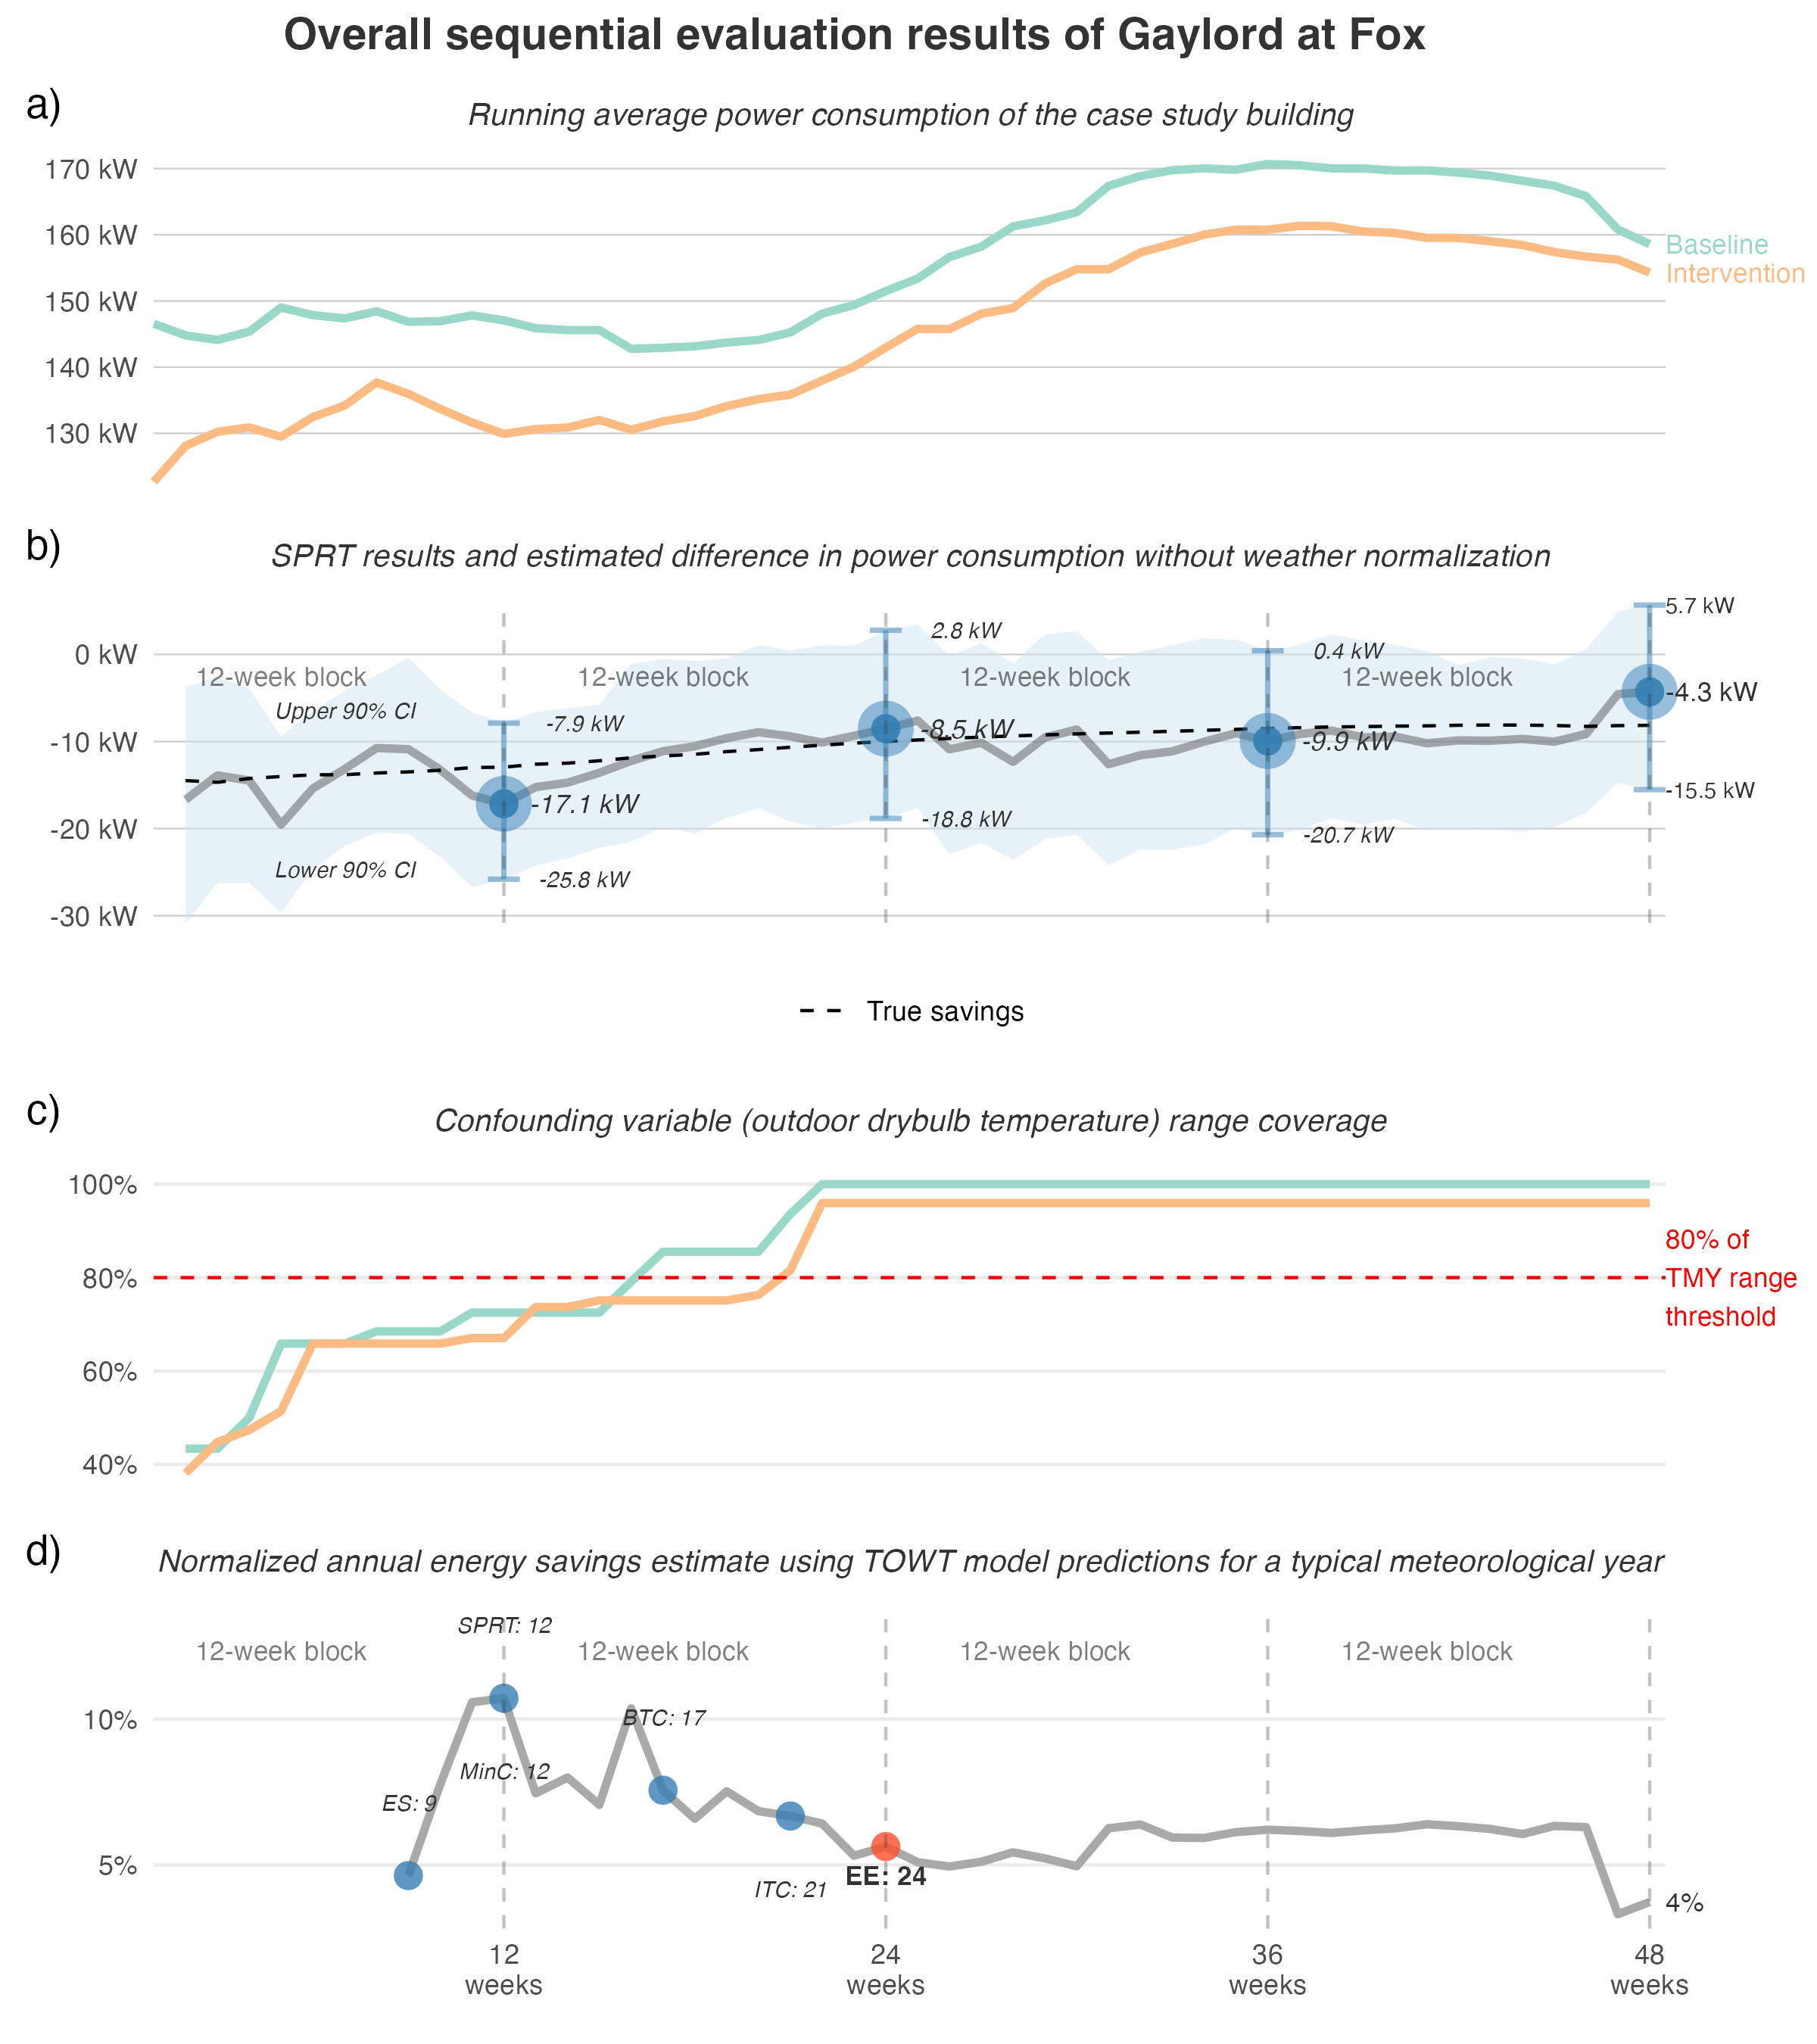 Overall sequential evaluation results of Gaylord at Fox
a)
Running average power consumption of the case study building
170 kW
160 kW
150 kW
140 kW
130 kW
Baseline
Intervention
b)
SPRT results and estimated difference in power consumption without weather normalization
0 kW
-10 kW
-20 kW
-30 kW
12-week block
12-week block
12-week block
12-week block
Upper 90% CI
Lower 90% CI
-7.9 kW
-17.1 kW
-25.8 kW
2.8 kW
-8.5 kW
-18.8 kW
0.4 kW
-9.9 kW
-20.7 kW
5.7 kW
-4.3 kW
-15.5 kW
True savings
c)
Confounding variable (outdoor drybulb temperature) range coverage
100%
80%
60%
40%
80% of
TMY range
threshold
d)
Normalized annual energy savings estimate using TOWT model predictions for a typical meteorological year
SPRT: 12
12-week block
12-week block
12-week block
12-week block
10%
5%
BTC: 17
MinC: 12
ES: 9
ITC: 21
EE: 24
4%
12
weeks
24
weeks
36
weeks
48
weeks